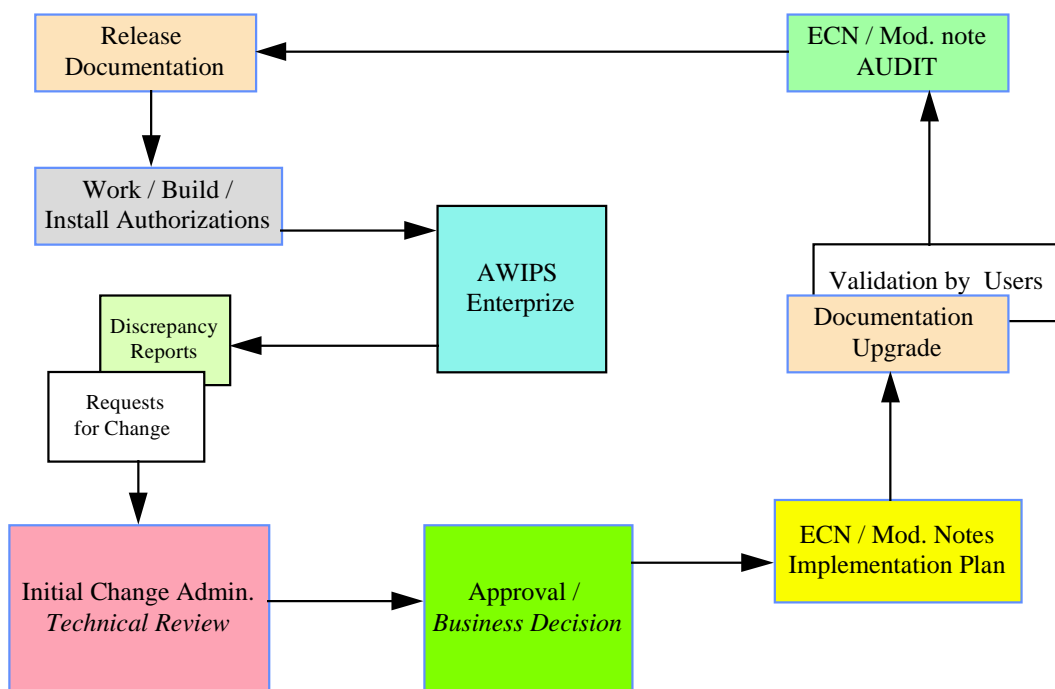 Release
Documentation
ECN / Mod. note
AUDIT
Work / Build /
Install Authorizations
AWIPS
Enterprize
Validation by Users
Documentation
Upgrade
Discrepancy
Reports
Requests
for Change
ECN / Mod. Notes
Implementation Plan
Initial Change Admin.
Technical Review
Approval /
Business Decision